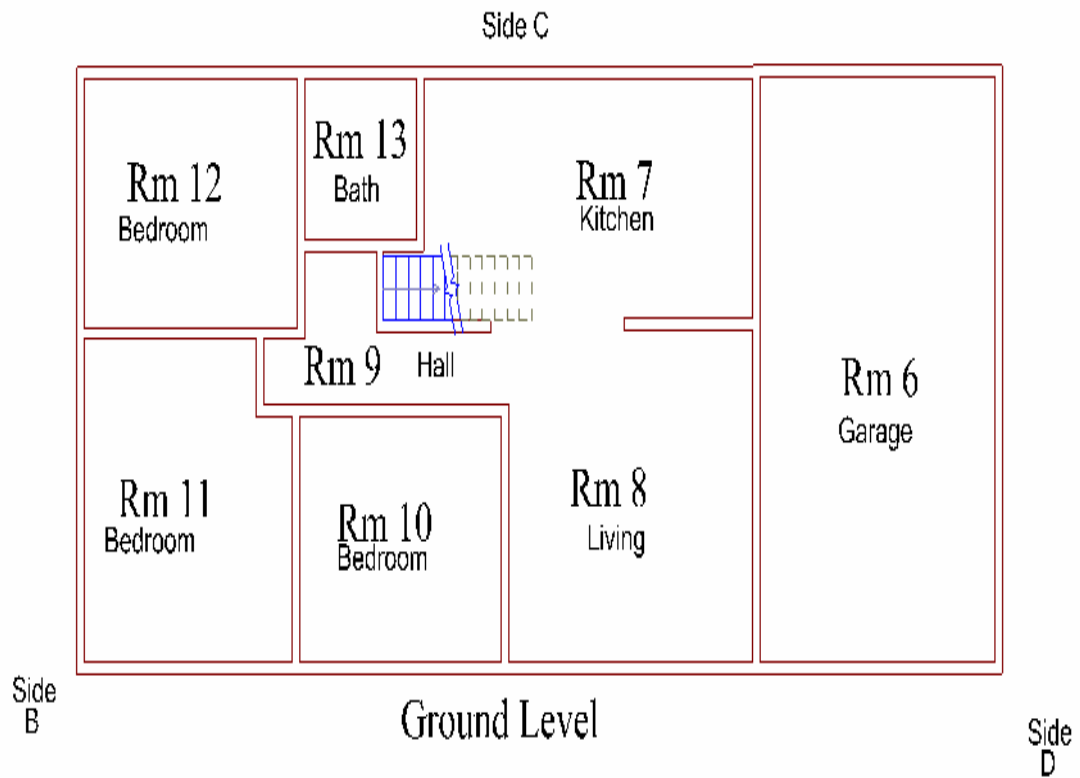 Side C
Rm 12
Bedroom
Rm 13
Bath
Rm 7
Kitchen
Rm 9
Hall
Rm 6
Garage
Rm 11
Bedroom
Rm 10
Bedroom
Rm 8
Living
Side
B
Ground Level
Side
D